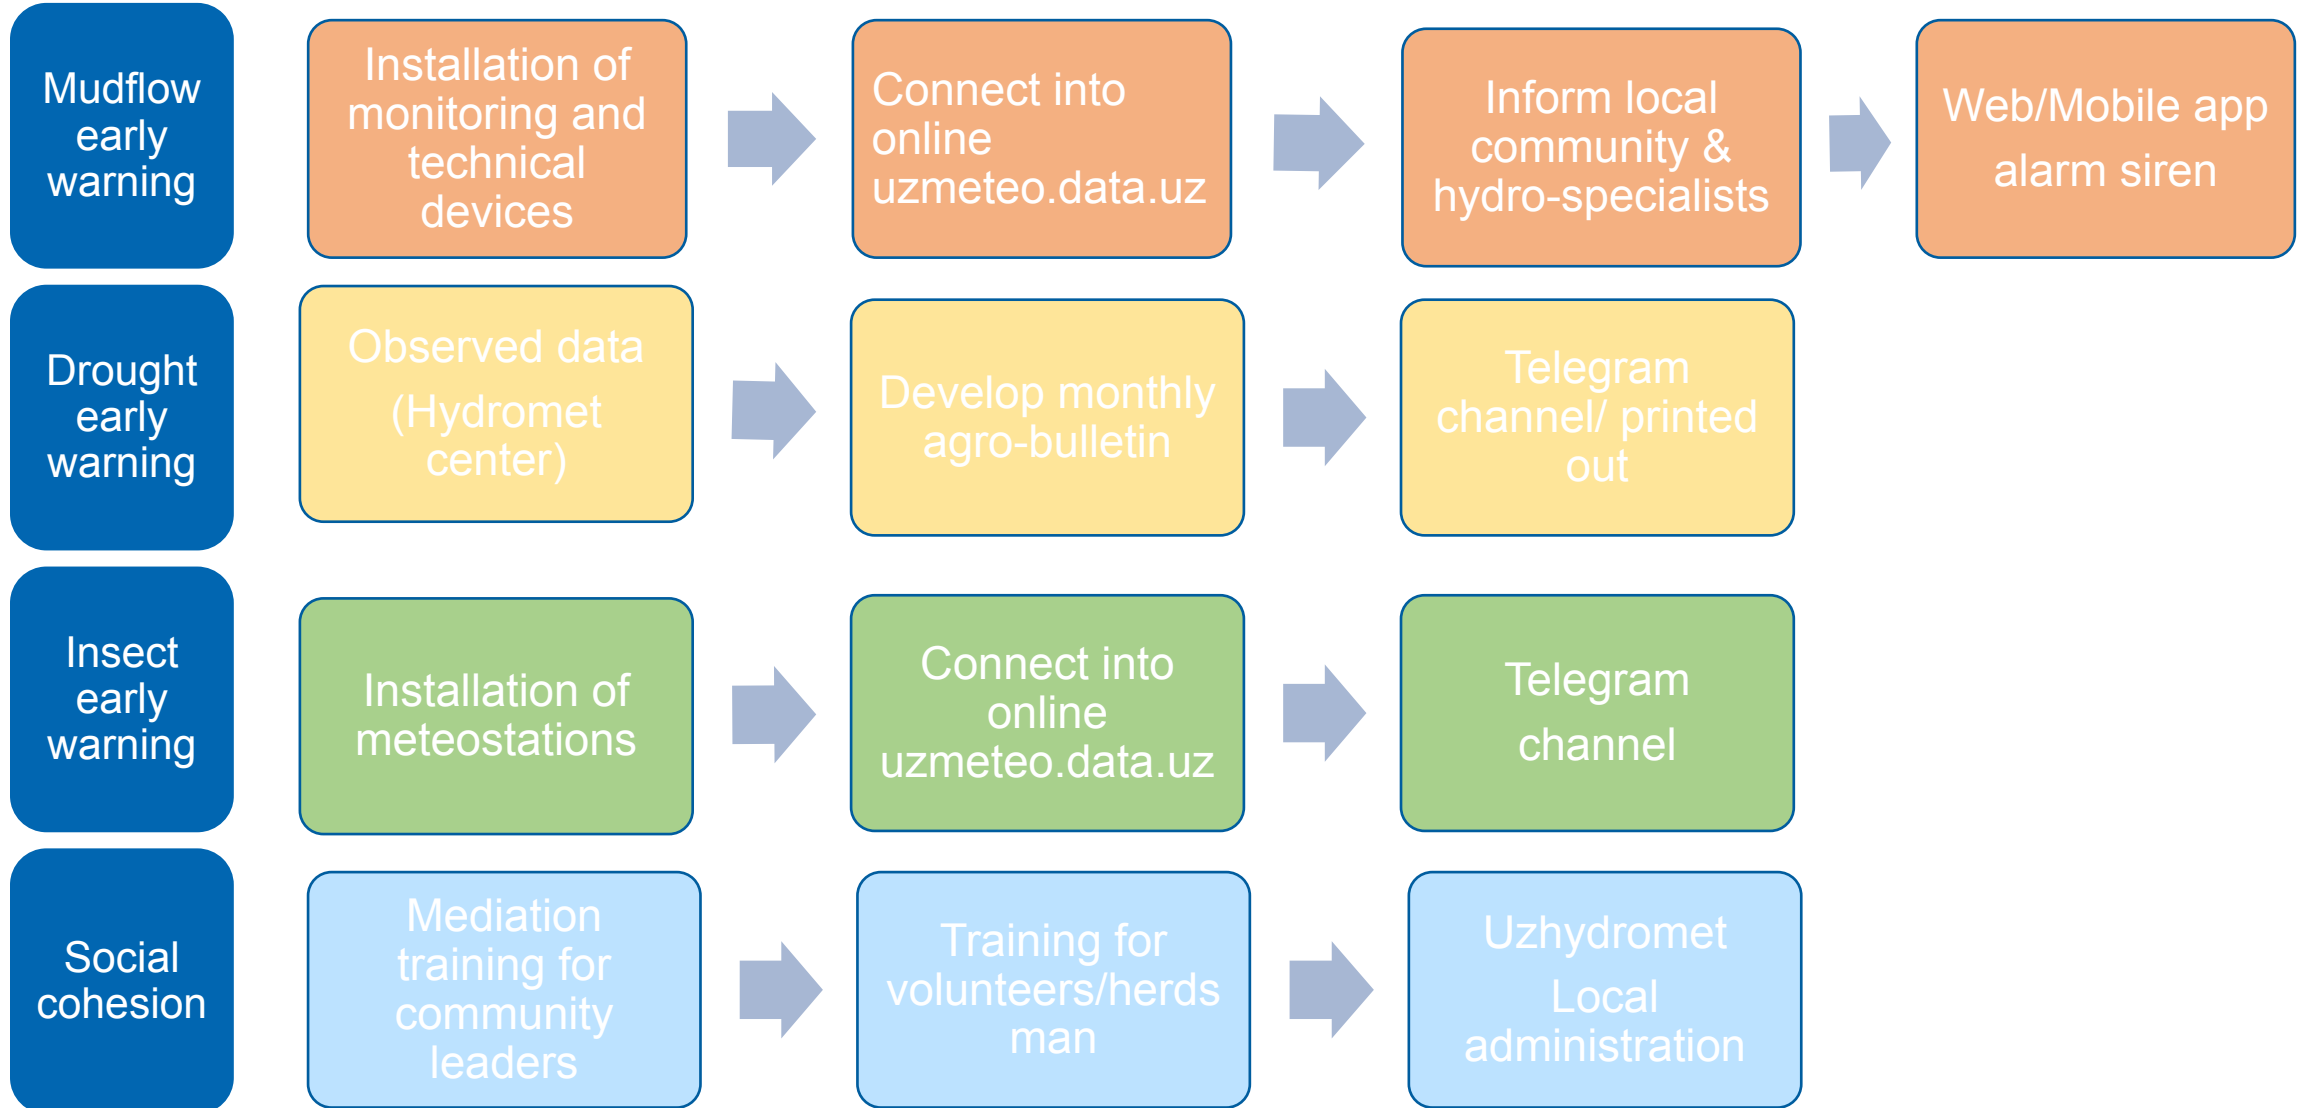 Mudflow
early
warning
Installation of
monitoring and
technical
devices
Connect into
online
uzmeteo.data.uz
Inform local
community &
hydro-specialists
Web/Mobile app
alarm siren
Drought
early
warning
Observed data
(Hydromet
center)
Develop monthly
agro-bulletin
Telegram
channel/ printed
out
Insect
early
warning
Installation of
meteostations
Connect into
online
uzmeteo.data.uz
Telegram
channel
Social
cohesion
Mediation
training for
community
leaders
Training for
volunteers/herds
man
Uzhydromet
Local
administration